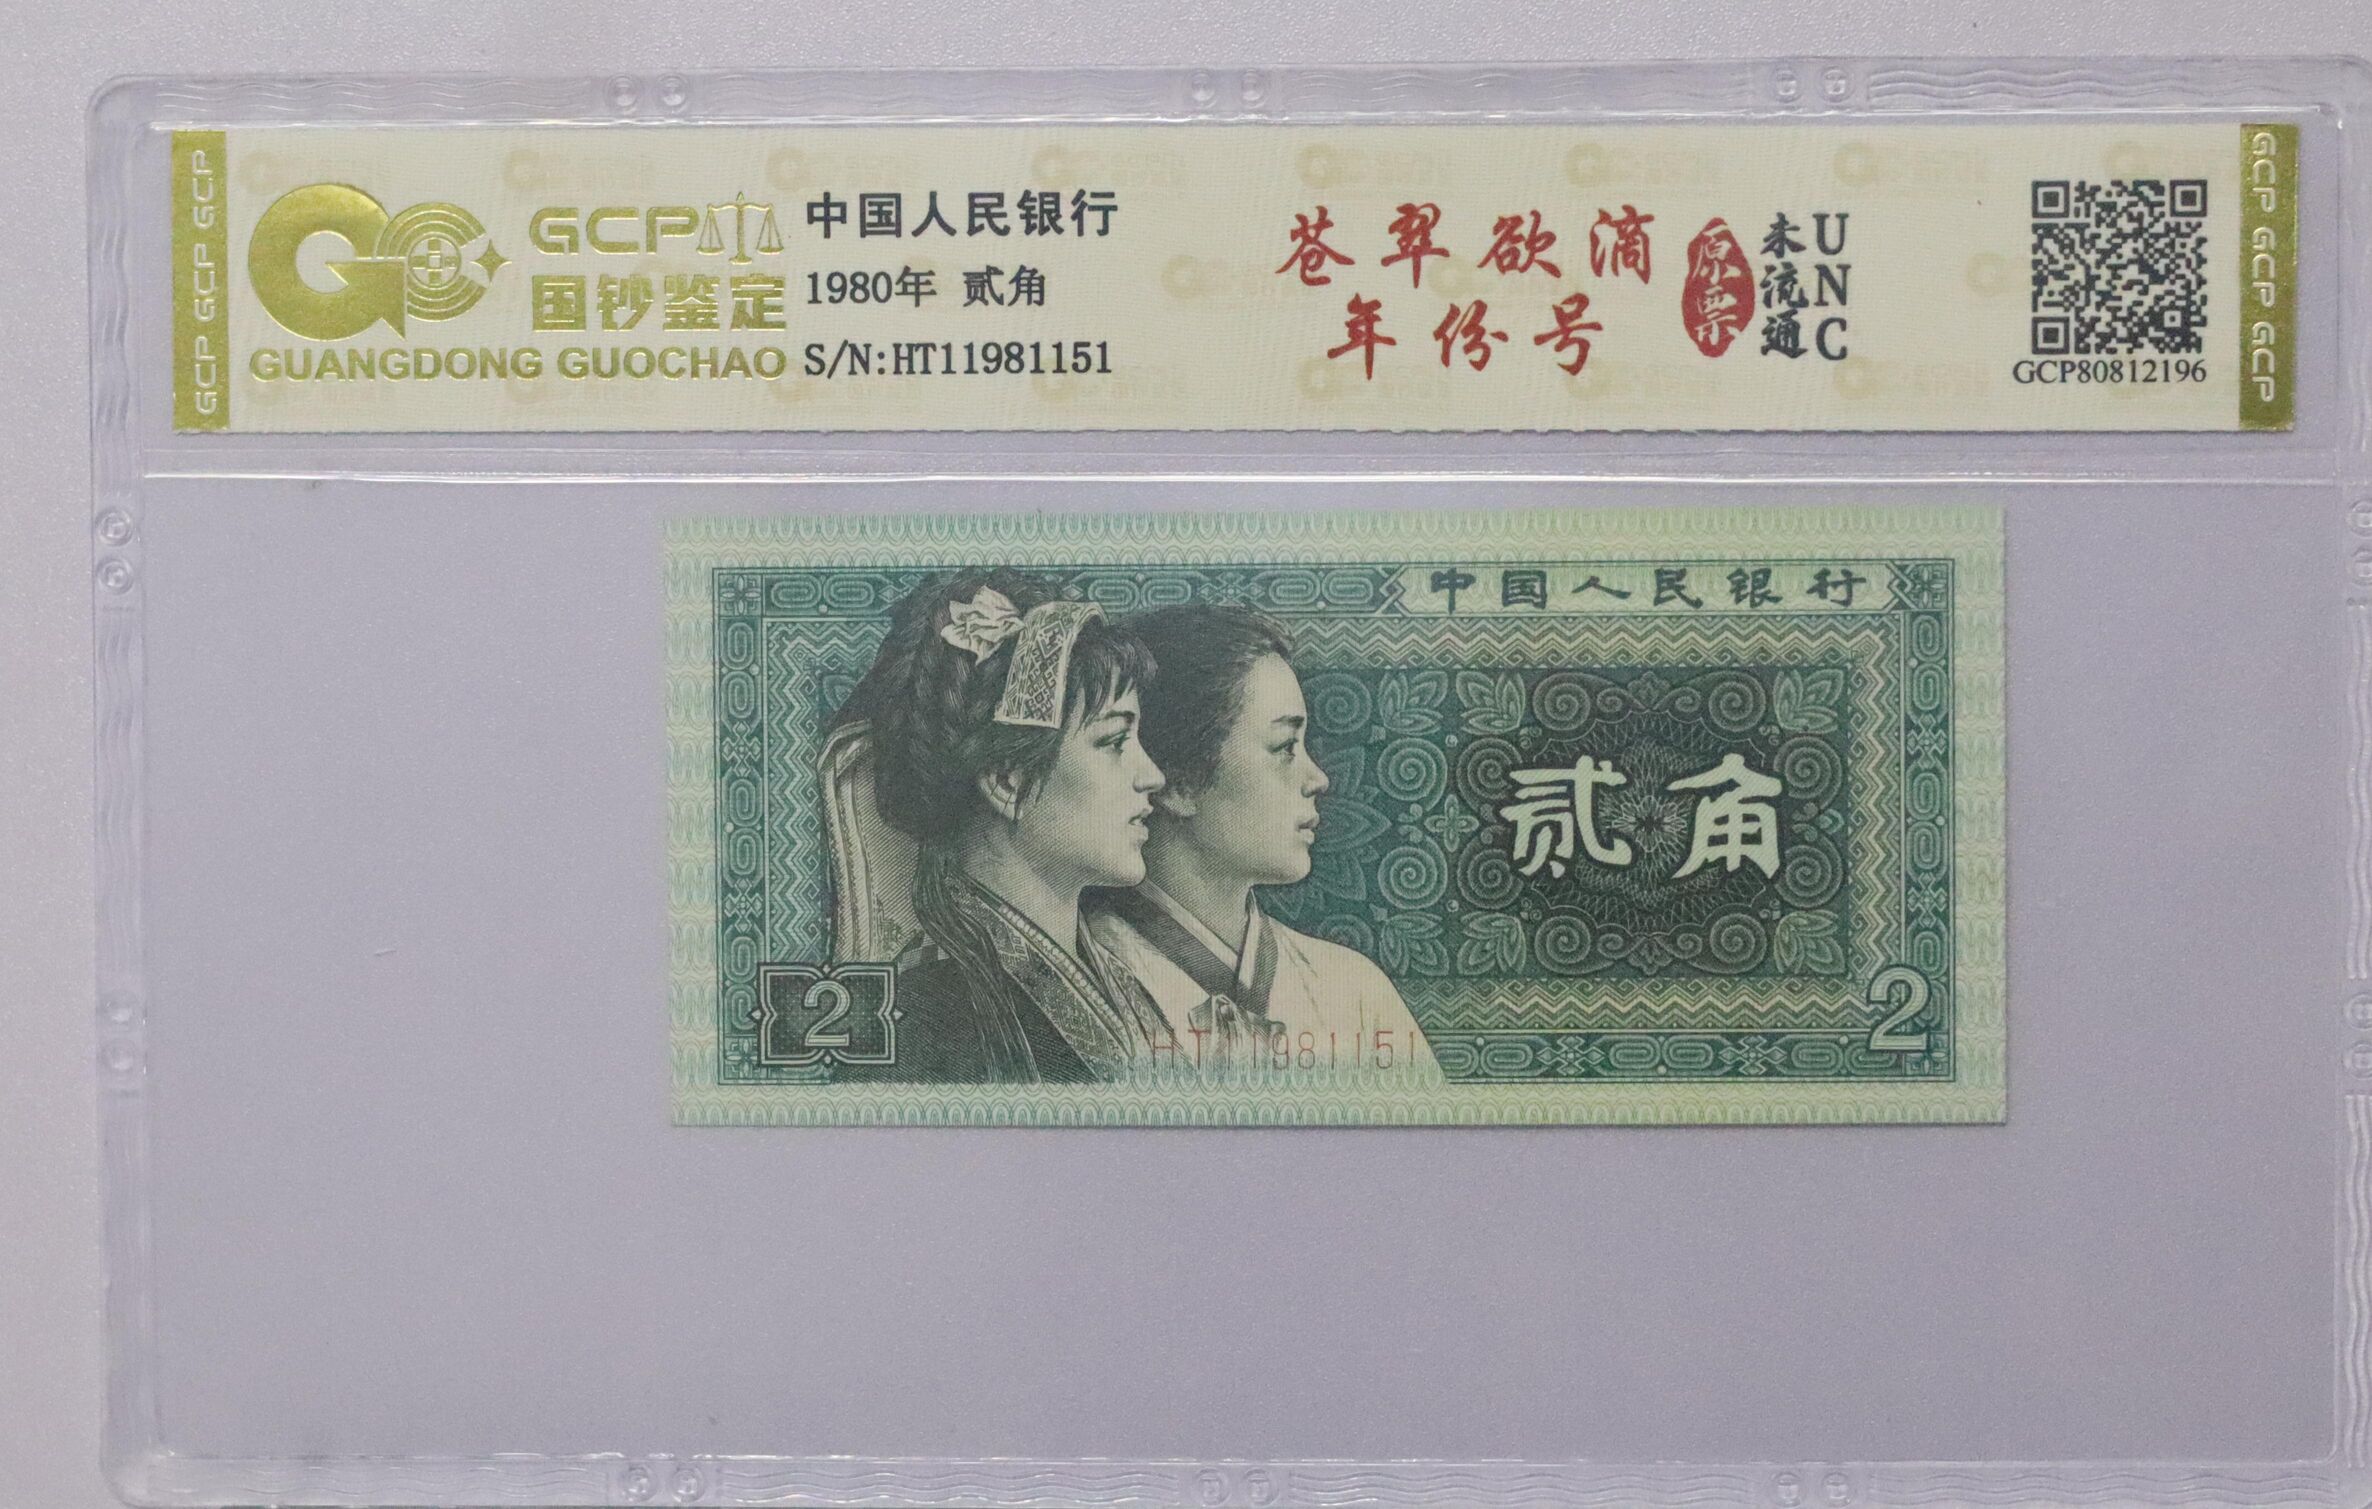 GCP GCP GCP
GCP
国钞鉴定
GUANGDONG GUOCHAO
中国人民银行
1980年 贰角
S/N:HT11981151
苍翠欲滴
年份号
原票
未流通
UNC
GCP80812196
GCP GCP GCP
中国人民银行
贰角
2
2
HT11981151